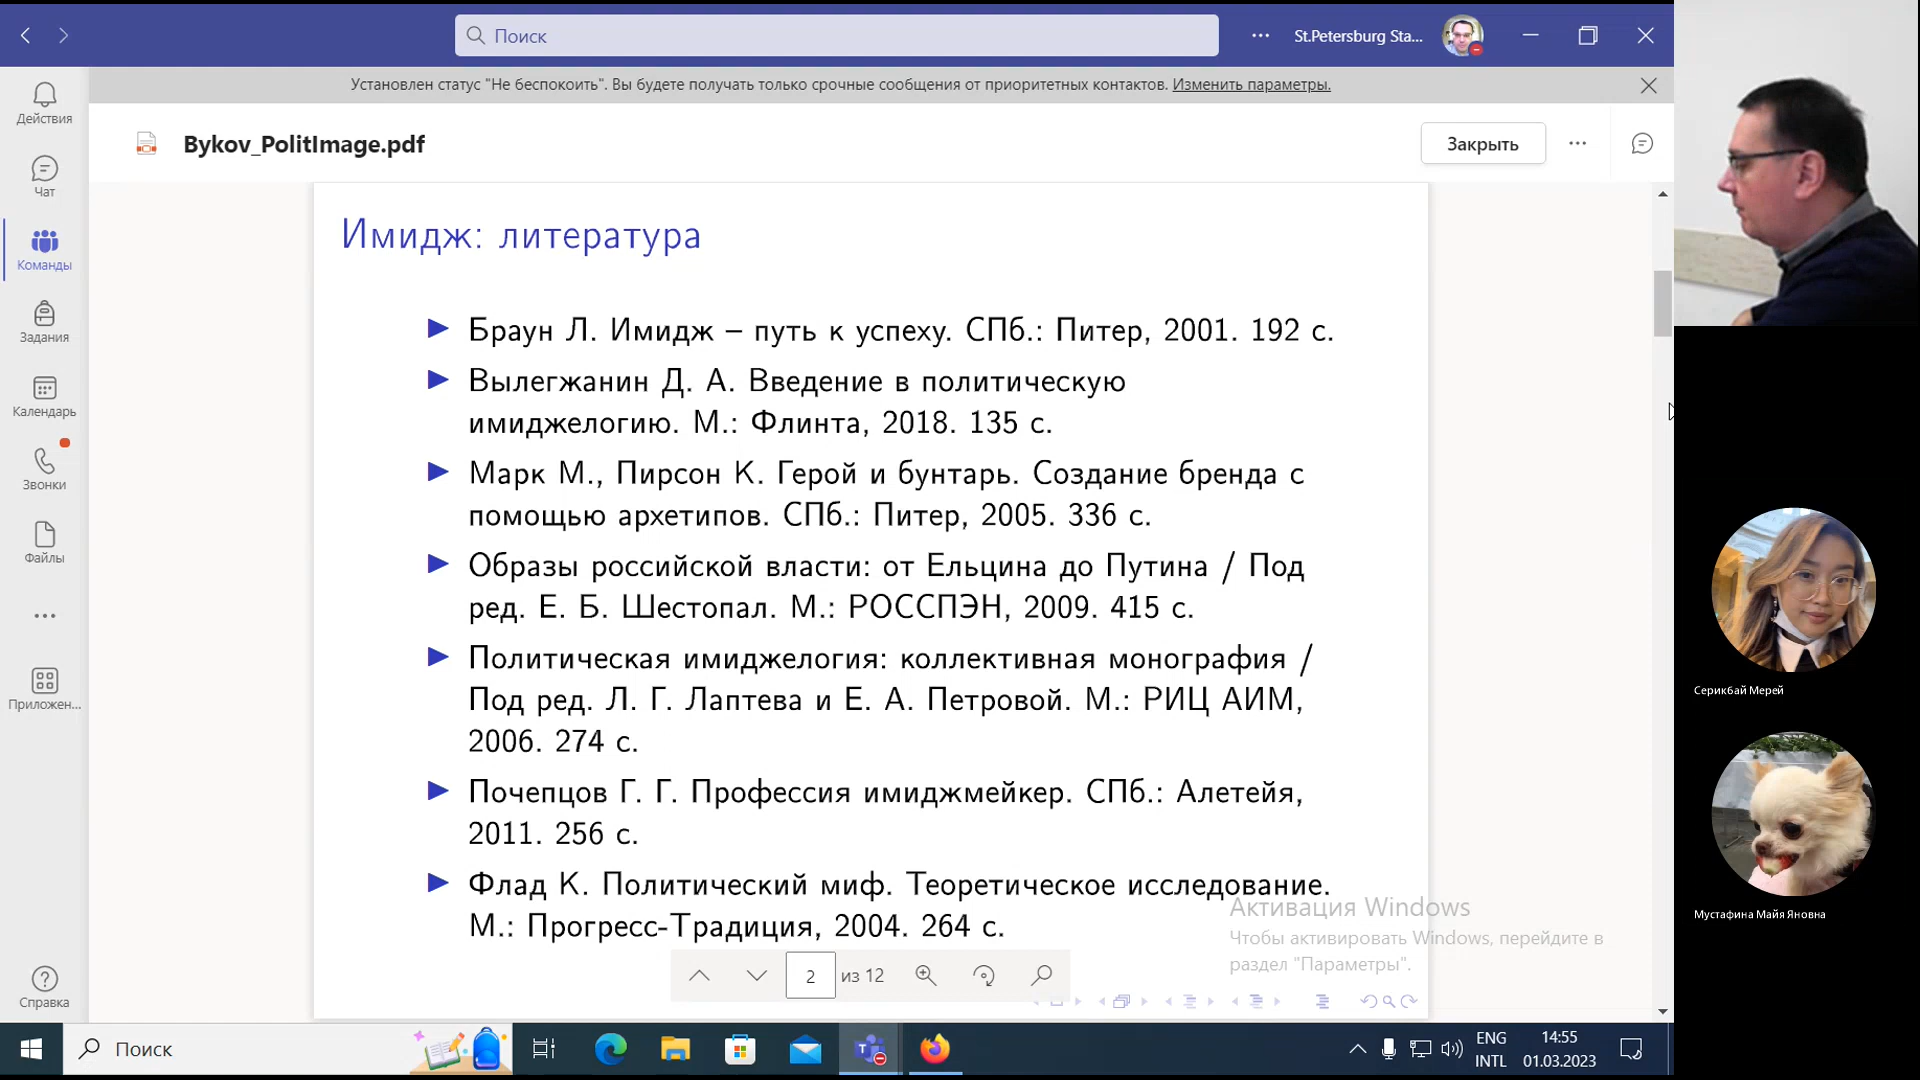 Поиск
St.Petersburg Sta...
Установлен статус "Не беспокоить". Вы будете получать только срочные сообщения от приоритетных контактов. Изменить параметры.
Действия
Чат
Команды
Задания
Календарь
Звонки
Файлы
Приложен...
Справка
Bykov_PolitImage.pdf
Закрыть
Имидж: литература
Браун Л. Имидж – путь к успеху. СПб.: Питер, 2001. 192 с.
Вылегжанин Д. А. Введение в политическую
имиджелогию. М.: Флинта, 2018. 135 с.
Марк М., Пирсон К. Герой и бунтарь. Создание бренда с
помощью архетипов. СПб.: Питер, 2005. 336 с.
Образы российской власти: от Ельцина до Путина / Под
ред. Е. Б. Шестопал. М.: РОССПЭН, 2009. 415 с.
Политическая имиджелогия: коллективная монография /
Под ред. Л. Г. Лаптева и Е. А. Петровой. М.: РИЦ АИМ,
2006. 274 с.
Почепцов Г. Г. Профессия имиджмейкер. СПб.: Алетейя,
2011. 256 с.
Флад К. Политический миф. Теоретическое исследование.
М.: Прогресс-Традиция, 2004. 264 с.
Активация Windows
Чтобы активировать Windows, перейдите в
раздел "Параметры".
2 из 12
Серикбай Мерей
Мустафина Майя Яновна
Поиск
ENG
INTL
14:55
01.03.2023